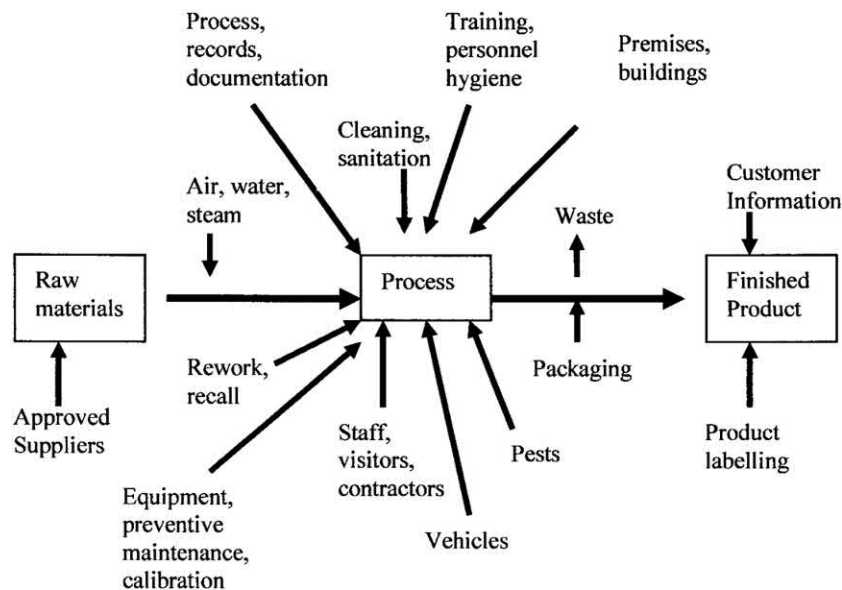 Process,
records,
documentation
Training,
personnel
hygiene
Premises,
buildings
Cleaning,
sanitation
Air, water,
steam
Waste
Customer
Information
Raw
materials
Process
Finished
Product
Rework,
recall
Packaging
Approved
Suppliers
Staff,
visitors,
contractors
Pests
Product
labelling
Equipment,
preventive
maintenance,
calibration
Vehicles